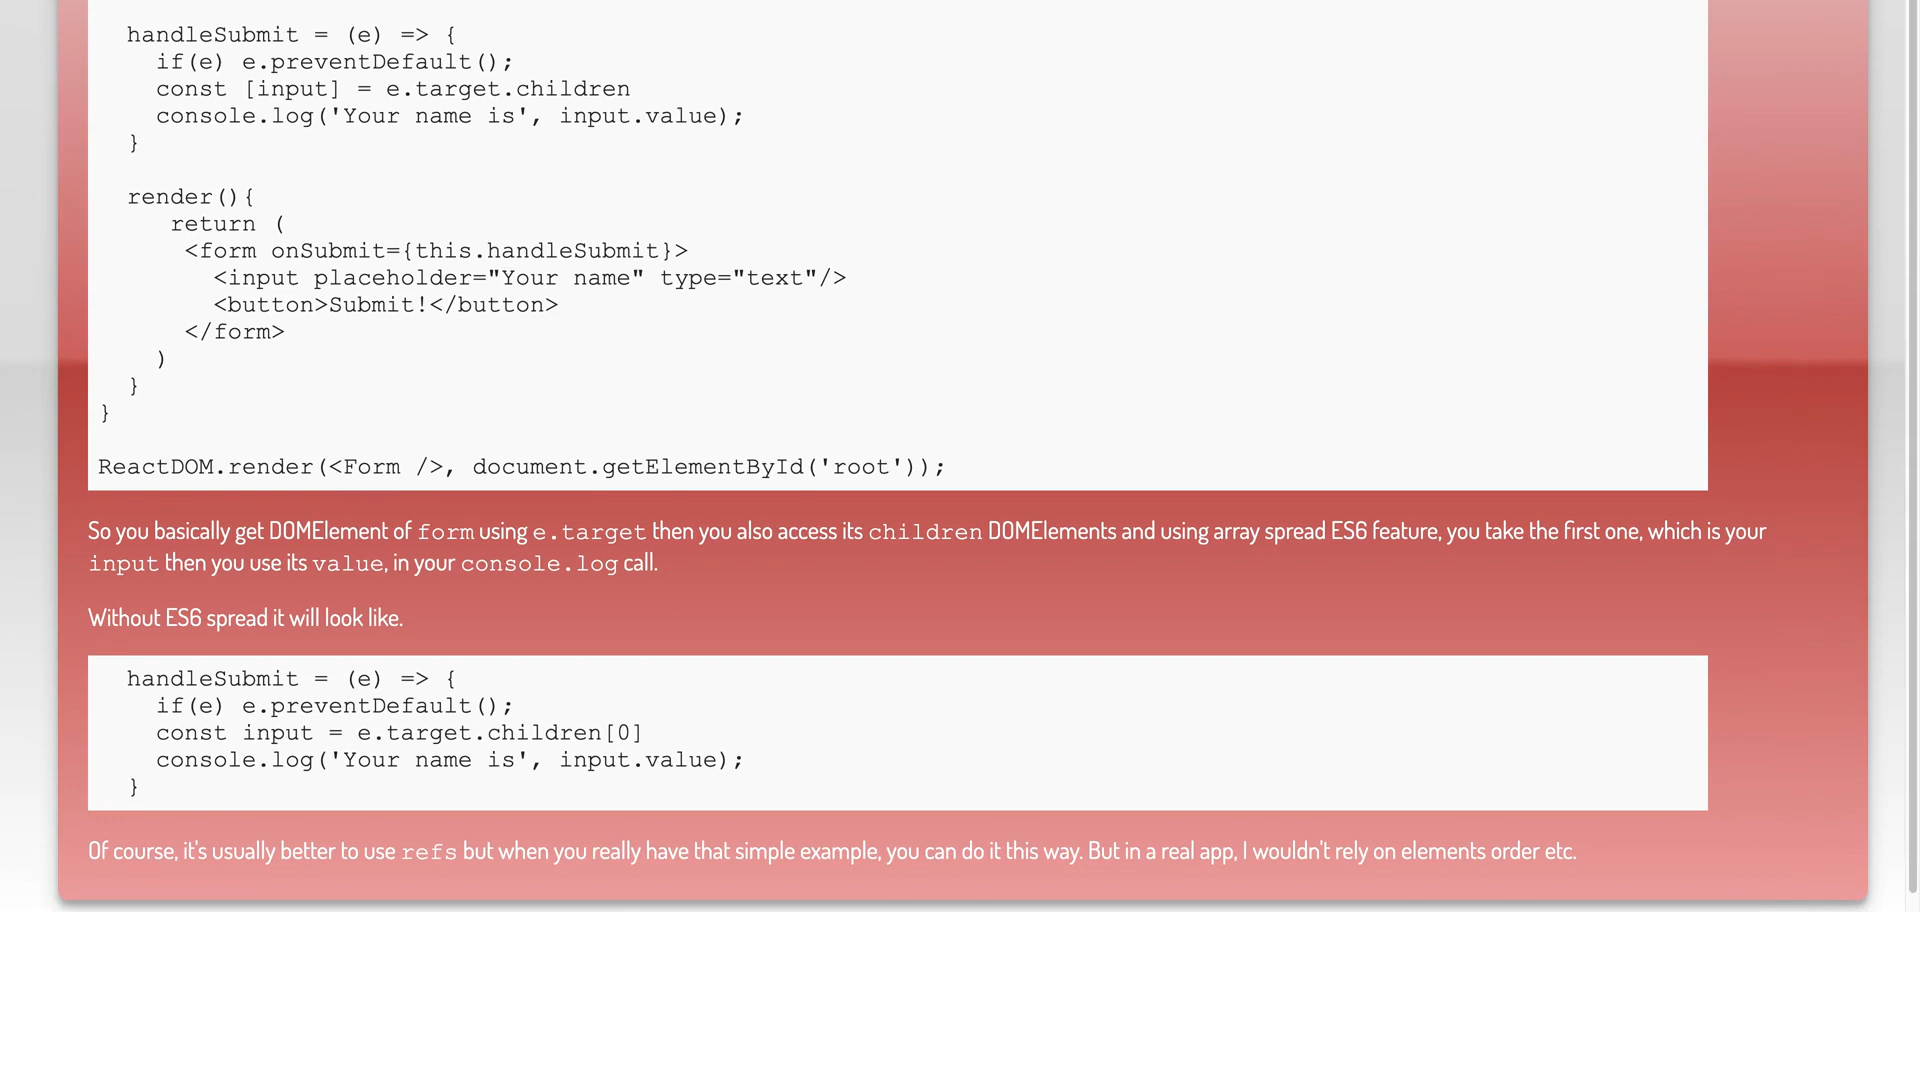 handleSubmit = (e) => {
if(e) e.preventDefault();
const [input] = e.target.children
console.log('Your name is', input.value);
}
render(){
return (
<form onSubmit={this.handleSubmit}>
<input placeholder="Your name" type="text"/>
<button>Submit!</button>
</form>
)
}
}
ReactDOM.render(<Form />, document.getElementById('root'));
So you basically get DOMElement of form using e.target then you also access its children DOMElements and using array spread ES6 feature, you take the first one, which is your
input then you use its value, in your console.log call.
Without ES6 spread it will look like.
handleSubmit = (e) => {
if(e) e.preventDefault();
const input = e.target.children[0]
console.log('Your name is', input.value);
}
Of course, it's usually better to use refs but when you really have that simple example, you can do it this way. But in a real app, I wouldn't rely on elements order etc.